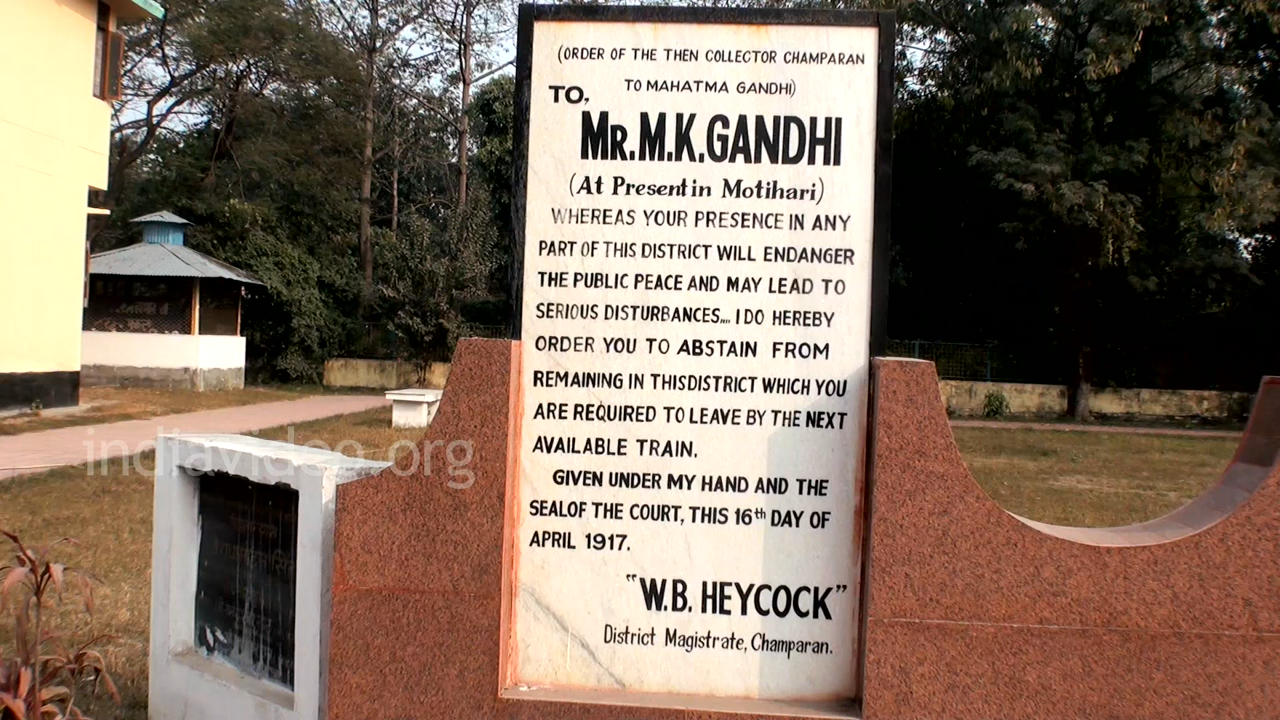 (ORDER OF THE THEN COLLECTOR CHAMPARAN
TO MAHATMA GANDHI)
TO,
MR. M.K. GANDHI
(At Present in Motihari)
WHEREAS YOUR PRESENCE IN ANY
PART OF THIS DISTRICT WILL ENDANGER
THE PUBLIC PEACE AND MAY LEAD TO
SERIOUS DISTURBANCES.... I DO HEREBY
ORDER YOU TO ABSTAIN FROM
REMAINING IN THISDISTRICT WHICH YOU
ARE REQUIRED TO LEAVE BY THE NEXT
AVAILABLE TRAIN.
GIVEN UNDER MY HAND AND THE
SEALOF THE COURT, THIS 16th DAY OF
APRIL 1917.
"W.B. HEYCOCK"
District Magistrate, Champaran.
indiavideo.org